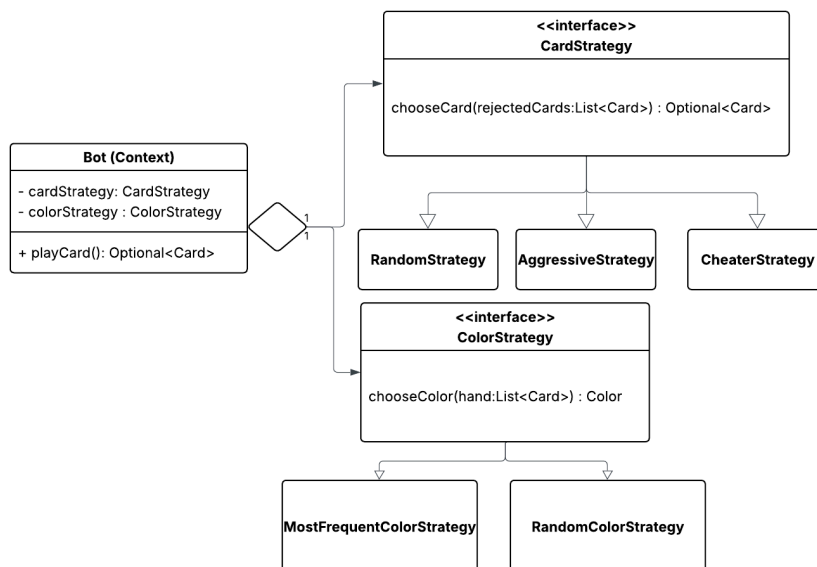 <<interface>>
CardStrategy
chooseCard(rejectedCards:List<Card>) : Optional<Card>
Bot (Context)
- cardStrategy: CardStrategy
- colorStrategy : ColorStrategy
+ playCard(): Optional<Card>
1
1
RandomStrategy
AggressiveStrategy
CheaterStrategy
<<interface>>
ColorStrategy
chooseColor(hand:List<Card>) : Color
MostFrequentColorStrategy
RandomColorStrategy